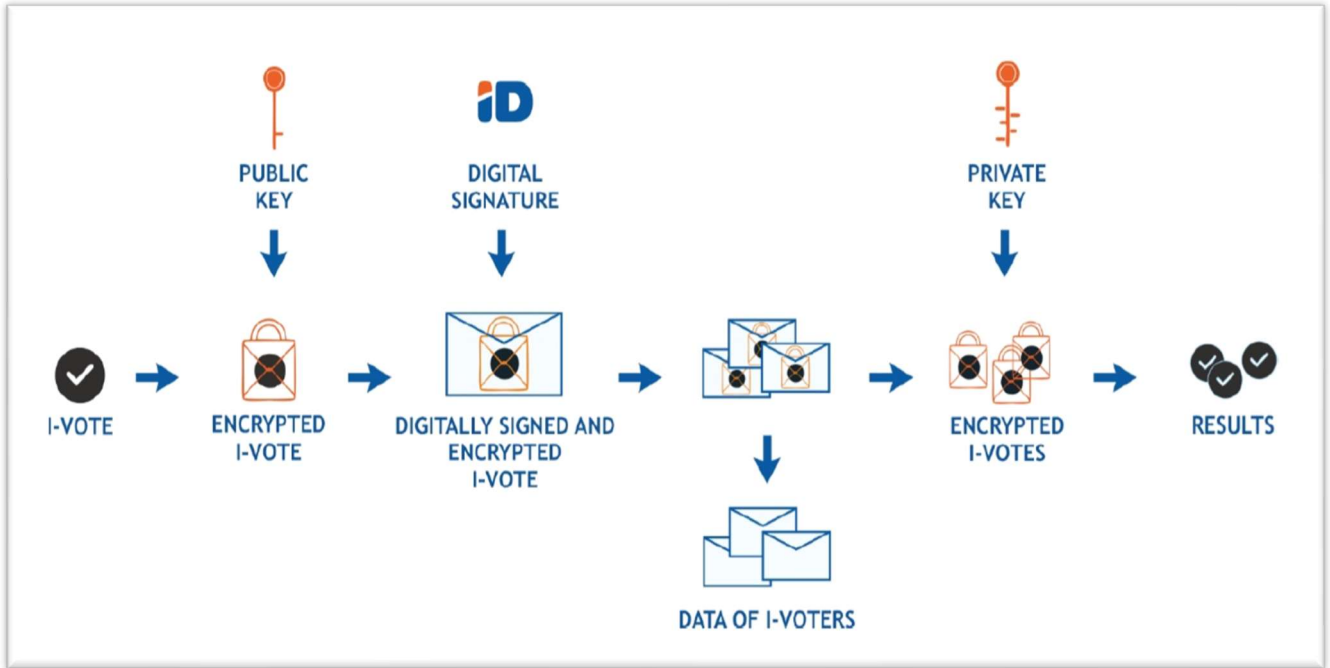 iD
PUBLIC
KEY
DIGITAL
SIGNATURE
PRIVATE
KEY
I-VOTE
ENCRYPTED
I-VOTE
DIGITALLY SIGNED AND
ENCRYPTED
I-VOTE
ENCRYPTED
I-VOTES
RESULTS
DATA OF I-VOTERS